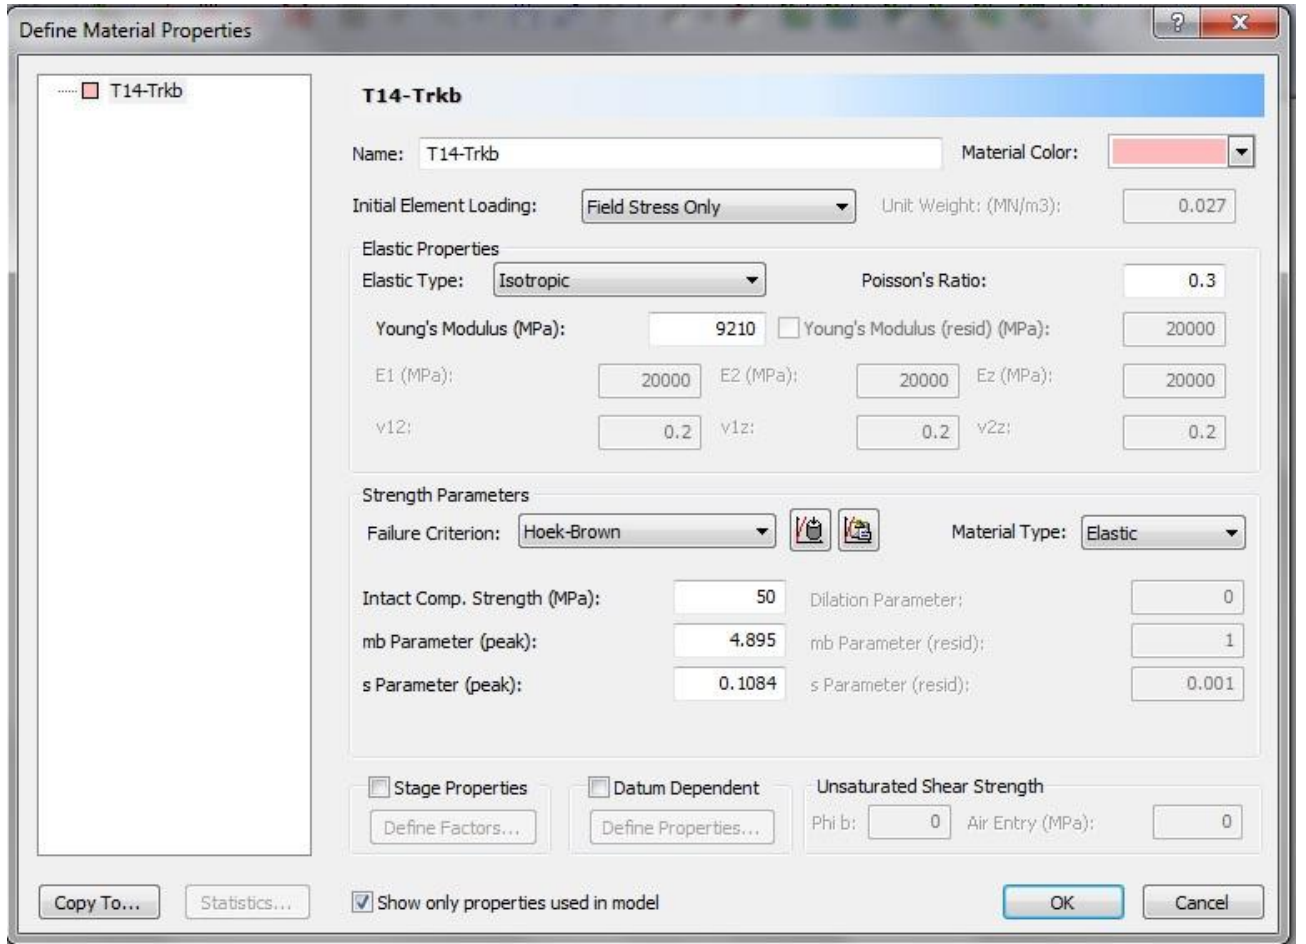 Define Material Properties
T14-Trkb
T14-Trkb
Name: T14-Trkb Material Color:
Initial Element Loading: Field Stress Only Unit Weight: (MN/m3): 0.027
Elastic Properties
Elastic Type: Isotropic Poisson's Ratio: 0.3
Young's Modulus (MPa): 9210 Young's Modulus (resid) (MPa): 20000
E1 (MPa): 20000 E2 (MPa): 20000 Ez (MPa): 20000
v12: 0.2 v1z: 0.2 v2z: 0.2
Strength Parameters
Failure Criterion: Hoek-Brown Material Type: Elastic
Intact Comp. Strength (MPa): 50 Dilation Parameter: 0
mb Parameter (peak): 4.895 mb Parameter (resid): 1
s Parameter (peak): 0.1084 s Parameter (resid): 0.001
Stage Properties Datum Dependent Unsaturated Shear Strength
Define Factors... Define Properties... Phi b: 0 Air Entry (MPa): 0
Copy To... Statistics... Show only properties used in model OK Cancel